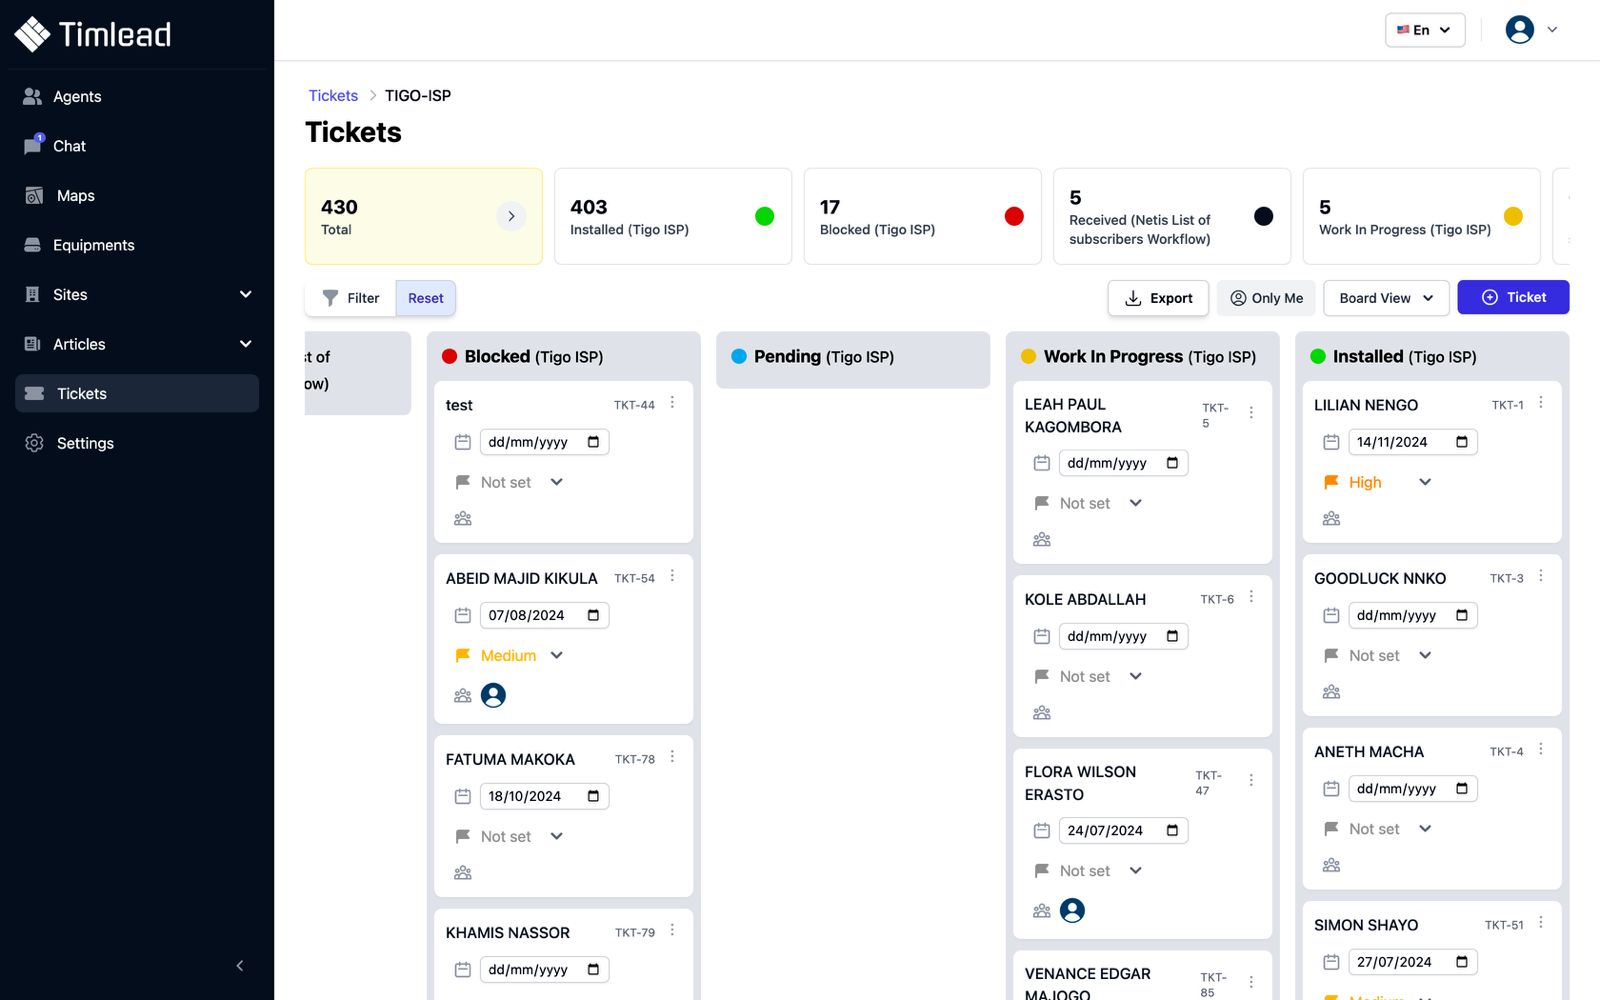 Timlead
Agents
1
Chat
Maps
Equipments
Sites
Articles
Tickets
Settings
En
Tickets > TIGO-ISP
Tickets
430
Total
403
Installed (Tigo ISP)
17
Blocked (Tigo ISP)
5
Received (Netis List of
subscribers Workflow)
5
Work In Progress (Tigo ISP)
Filter
Reset
Export
Only Me
Board View
Ticket
st of
ow)
Blocked (Tigo ISP)
test
TKT-44
dd/mm/yyyy
Not set
ABEID MAJID KIKULA
TKT-54
07/08/2024
Medium
FATUMA MAKOKA
TKT-78
18/10/2024
Not set
KHAMIS NASSOR
TKT-79
dd/mm/yyyy
Pending (Tigo ISP)
Work In Progress (Tigo ISP)
LEAH PAUL
KAGOMBORA
TKT-
5
dd/mm/yyyy
Not set
KOLE ABDALLAH
TKT-6
dd/mm/yyyy
Not set
FLORA WILSON
ERASTO
TKT-
47
24/07/2024
Not set
VENANCE EDGAR
MAJOGO
TKT-
85
Installed (Tigo ISP)
LILIAN NENGO
TKT-1
14/11/2024
High
GOODLUCK NNKO
TKT-3
dd/mm/yyyy
Not set
ANETH MACHA
TKT-4
dd/mm/yyyy
Not set
SIMON SHAYO
TKT-51
27/07/2024
Medium